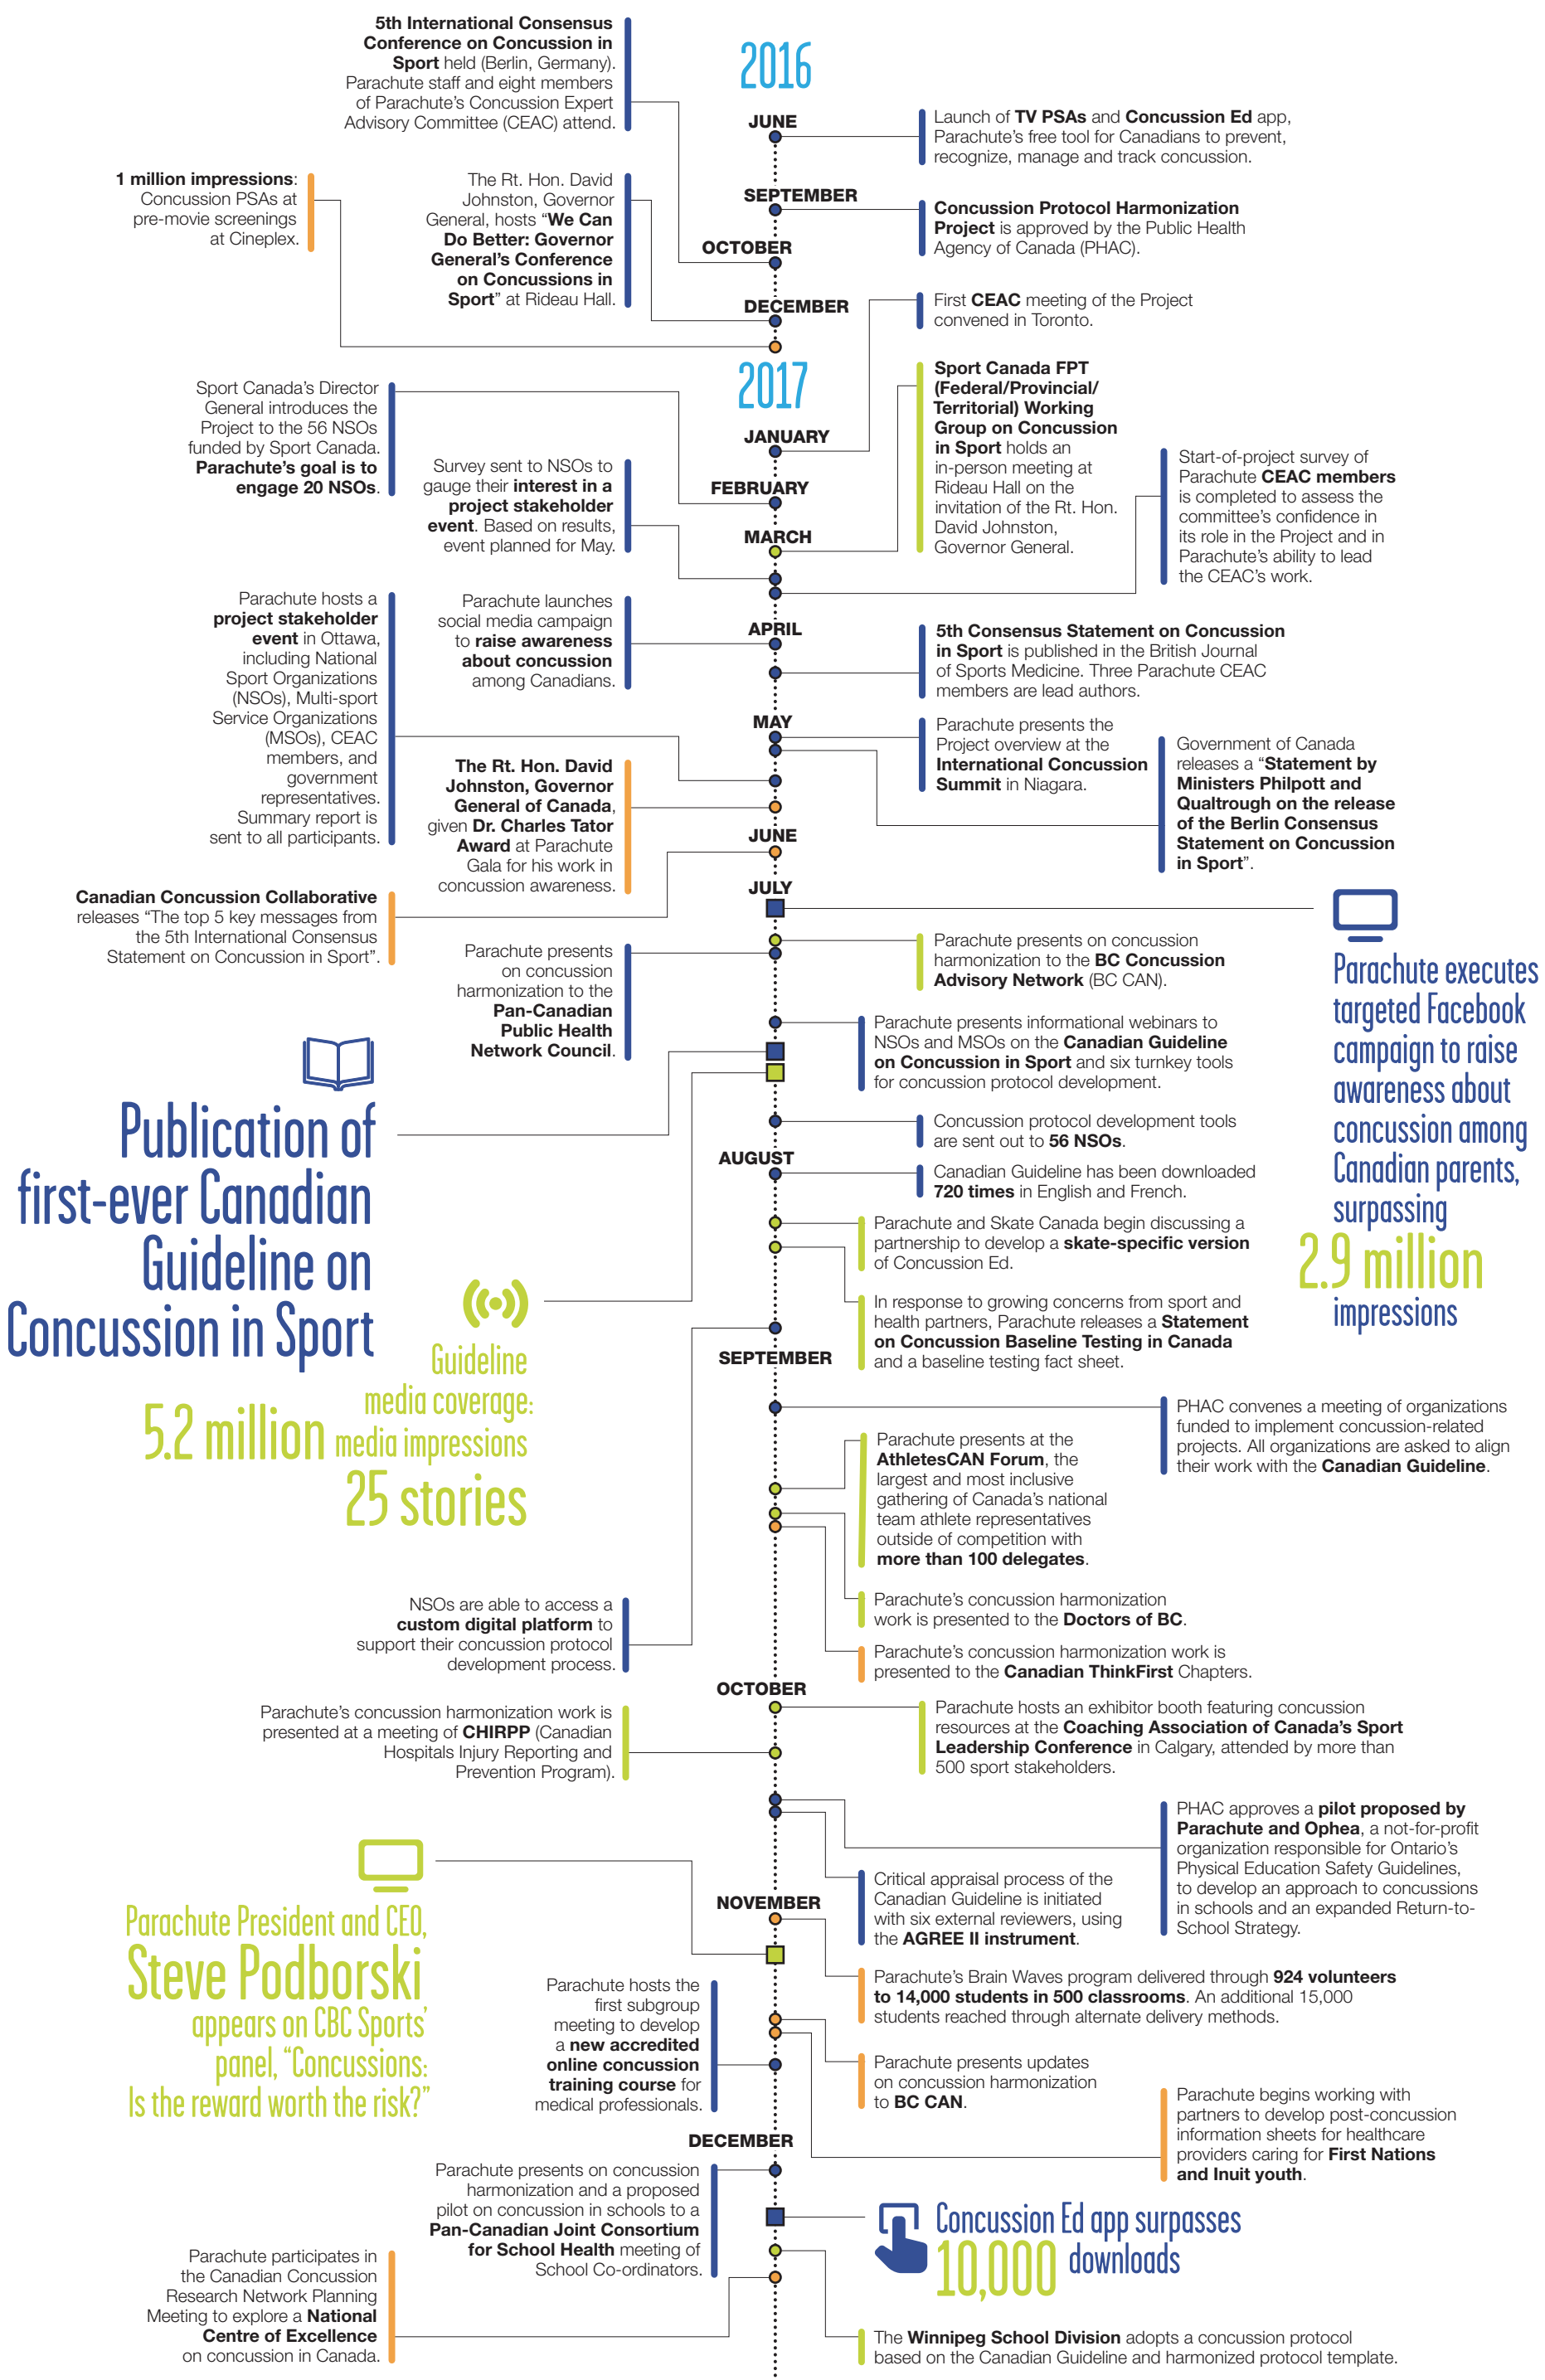 2016
5th International Consensus
Conference on Concussion in
Sport held (Berlin, Germany).
Parachute staff and eight members
of Parachute's Concussion Expert
Advisory Committee (CEAC) attend.
JUNE
Launch of TV PSAs and Concussion Ed app,
Parachute's free tool for Canadians to prevent,
recognize, manage and track concussion.
1 million impressions:
Concussion PSAs at
pre-movie screenings
at Cineplex.
The Rt. Hon. David
Johnston, Governor
General, hosts “We Can
Do Better: Governor
General's Conference
on Concussions in
Sport” at Rideau Hall.
SEPTEMBER
Concussion Protocol Harmonization
Project is approved by the Public Health
Agency of Canada (PHAC).
OCTOBER
DECEMBER
First CEAC meeting of the Project
convened in Toronto.
2017
Sport Canada's Director
General introduces the
Project to the 56 NSOs
funded by Sport Canada.
Parachute's goal is to
engage 20 NSOs.
Sport Canada FPT
(Federal/Provincial/
Territorial) Working
Group on Concussion
in Sport holds an
in-person meeting at
Rideau Hall on the
invitation of the Rt. Hon.
David Johnston,
Governor General.
JANUARY
Survey sent to NSOs to
gauge their interest in a
project stakeholder
event. Based on results,
event planned for May.
FEBRUARY
MARCH
Start-of-project survey of
Parachute CEAC members
is completed to assess the
committee's confidence in
its role in the Project and in
Parachute's ability to lead
the CEAC's work.
Parachute hosts a
project stakeholder
event in Ottawa,
including National
Sport Organizations
(NSOs), Multi-sport
Service Organizations
(MSOs), CEAC
members, and
government
representatives.
Summary report is
sent to all participants.
Parachute launches
social media campaign
to raise awareness
about concussion
among Canadians.
APRIL
5th Consensus Statement on Concussion
in Sport is published in the British Journal
of Sports Medicine. Three Parachute CEAC
members are lead authors.
MAY
Parachute presents the
Project overview at the
International Concussion
Summit in Niagara.
Government of Canada
releases a “Statement by
Ministers Philpott and
Qualtrough on the release
of the Berlin Consensus
Statement on Concussion
in Sport”.
The Rt. Hon. David
Johnston, Governor
General of Canada,
given Dr. Charles Tator
Award at Parachute
Gala for his work in
concussion awareness.
JUNE
Canadian Concussion Collaborative
releases “The top 5 key messages from
the 5th International Consensus
Statement on Concussion in Sport”.
JULY
Parachute executes
targeted Facebook
campaign to raise
awareness about
concussion among
Canadian parents,
surpassing
2.9 million
impressions
Parachute presents on concussion
harmonization to the BC Concussion
Advisory Network (BC CAN).
Parachute presents
on concussion
harmonization to the
Pan-Canadian
Public Health
Network Council.
Parachute presents informational webinars to
NSOs and MSOs on the Canadian Guideline
on Concussion in Sport and six turnkey tools
for concussion protocol development.
Publication of
first-ever Canadian
Guideline on
Concussion in Sport
Guideline
media coverage:
5.2 million media impressions
25 stories
Concussion protocol development tools
are sent out to 56 NSOs.
AUGUST
Canadian Guideline has been downloaded
720 times in English and French.
Parachute and Skate Canada begin discussing a
partnership to develop a skate-specific version
of Concussion Ed.
In response to growing concerns from sport and
health partners, Parachute releases a Statement
on Concussion Baseline Testing in Canada
and a baseline testing fact sheet.
NSOs are able to access a
custom digital platform to
support their concussion protocol
development process.
SEPTEMBER
PHAC convenes a meeting of organizations
funded to implement concussion-related
projects. All organizations are asked to align
their work with the Canadian Guideline.
Parachute presents at the
AthletesCAN Forum, the
largest and most inclusive
gathering of Canada's national
team athlete representatives
outside of competition with
more than 100 delegates.
Parachute's concussion harmonization
work is presented to the Doctors of BC.
Parachute's concussion harmonization work is
presented to the Canadian ThinkFirst Chapters.
OCTOBER
Parachute hosts an exhibitor booth featuring concussion
resources at the Coaching Association of Canada's Sport
Leadership Conference in Calgary, attended by more than
500 sport stakeholders.
Parachute's concussion harmonization work is
presented at a meeting of CHIRPP (Canadian
Hospitals Injury Reporting and
Prevention Program).
PHAC approves a pilot proposed by
Parachute and Ophea, a not-for-profit
organization responsible for Ontario's
Physical Education Safety Guidelines,
to develop an approach to concussions
in schools and an expanded Return-to-
School Strategy.
Critical appraisal process of the
Canadian Guideline is initiated
with six external reviewers, using
the AGREE II instrument.
NOVEMBER
Parachute's Brain Waves program delivered through 924 volunteers
to 14,000 students in 500 classrooms. An additional 15,000
students reached through alternate delivery methods.
Parachute President and CEO,
Steve Podborski
appears on CBC Sports'
panel, “Concussions:
Is the reward worth the risk?”
Parachute presents updates
on concussion harmonization
to BC CAN.
Parachute begins working with
partners to develop post-concussion
information sheets for healthcare
providers caring for First Nations
and Inuit youth.
Parachute hosts the
first subgroup
meeting to develop
a new accredited
online concussion
training course for
medical professionals.
DECEMBER
Parachute presents on concussion
harmonization and a proposed
pilot on concussion in schools to a
Pan-Canadian Joint Consortium
for School Health meeting of
School Co-ordinators.
Concussion Ed app surpasses
10,000 downloads
The Winnipeg School Division adopts a concussion protocol
based on the Canadian Guideline and harmonized protocol template.
Parachute participates in
the Canadian Concussion
Research Network Planning
Meeting to explore a National
Centre of Excellence
on concussion in Canada.